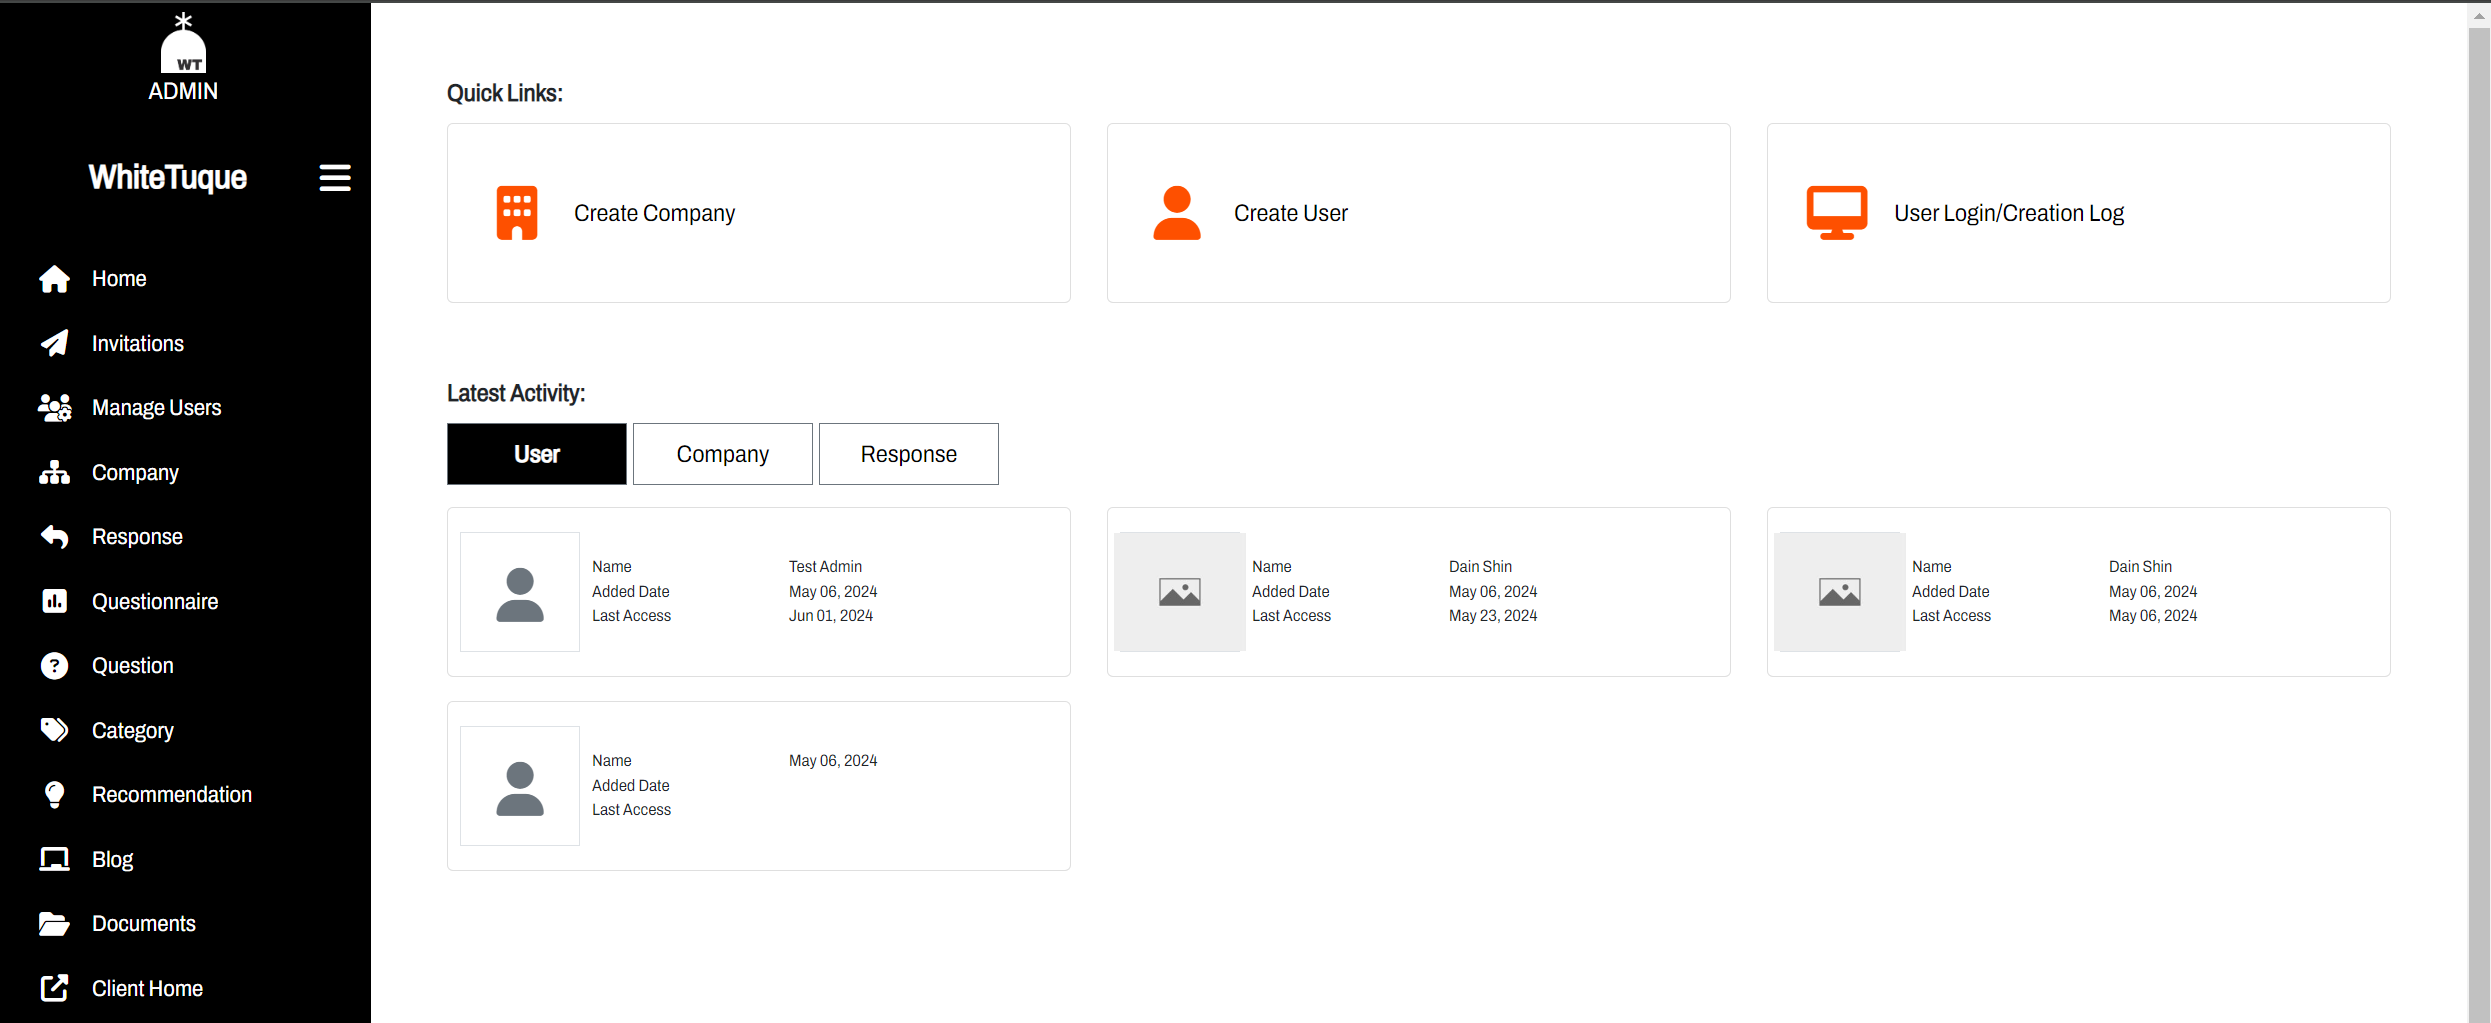 WT
ADMIN
WhiteTuque
Home
Invitations
Manage Users
Company
Response
Questionnaire
Question
Category
Recommendation
Blog
Documents
Client Home
Quick Links:
Create Company
Create User
User Login/Creation Log
Latest Activity:
User Company Response
Name Test Admin
Added Date May 06, 2024
Last Access Jun 01, 2024
Name Dain Shin
Added Date May 06, 2024
Last Access May 23, 2024
Name Dain Shin
Added Date May 06, 2024
Last Access May 06, 2024
Name May 06, 2024
Added Date
Last Access